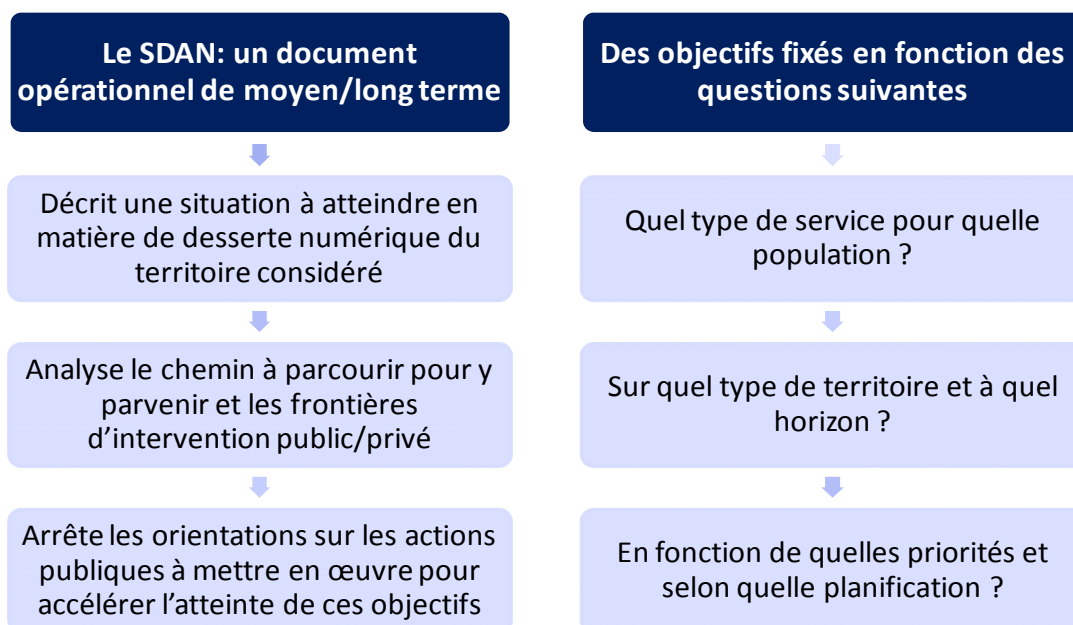 Le SDAN: un document
opérationnel de moyen/long terme
Décrit une situation à atteindre en
matière de desserte numérique du
territoire considéré
Analyse le chemin à parcourir pour y
parvenir et les frontières
d’intervention public/privé
Arrête les orientations sur les actions
publiques à mettre en œuvre pour
accélérer l’atteinte de ces objectifs
Des objectifs fixés en fonction des
questions suivantes
Quel type de service pour quelle
population ?
Sur quel type de territoire et à quel
horizon ?
En fonction de quelles priorités et
selon quelle planification ?